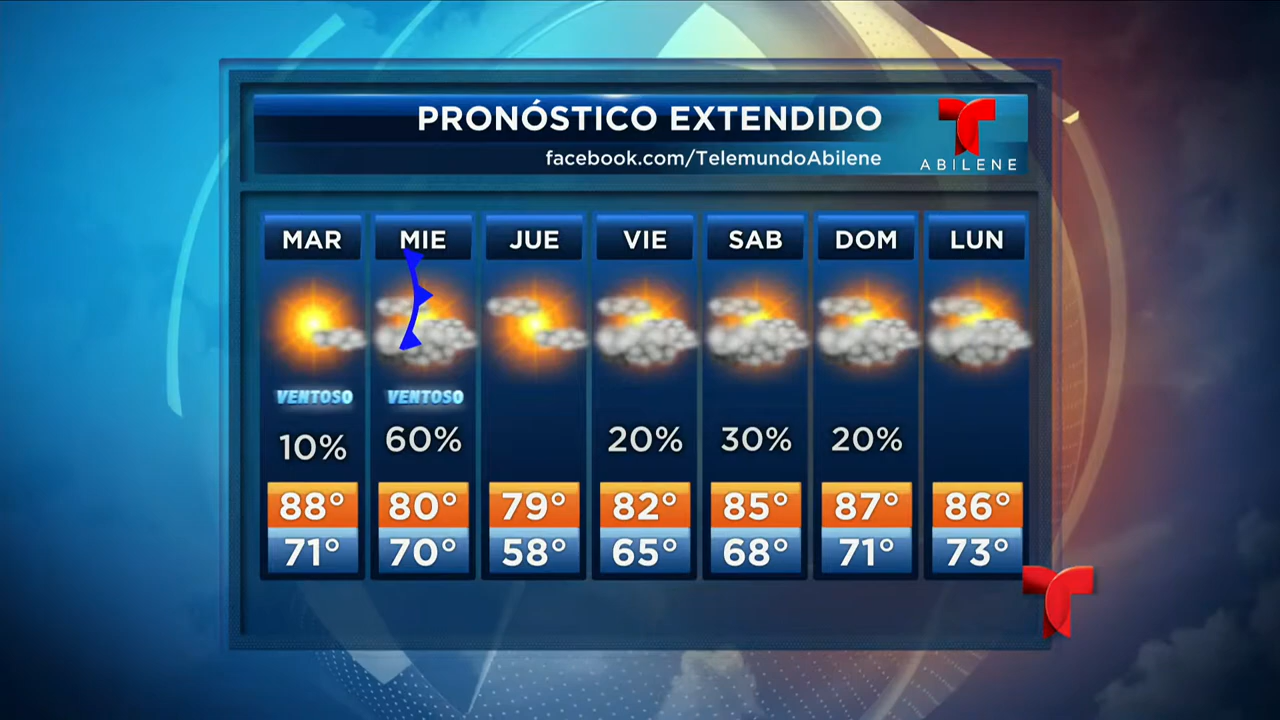 PRONÓSTICO EXTENDIDO
facebook.com/TelemundoAbilene
ABILENE
MAR MIE JUE VIE SAB DOM LUN
VENTOSO VENTOSO
10% 60% 20% 30% 20%
88° 80° 79° 82° 85° 87° 86°
71° 70° 58° 65° 68° 71° 73°